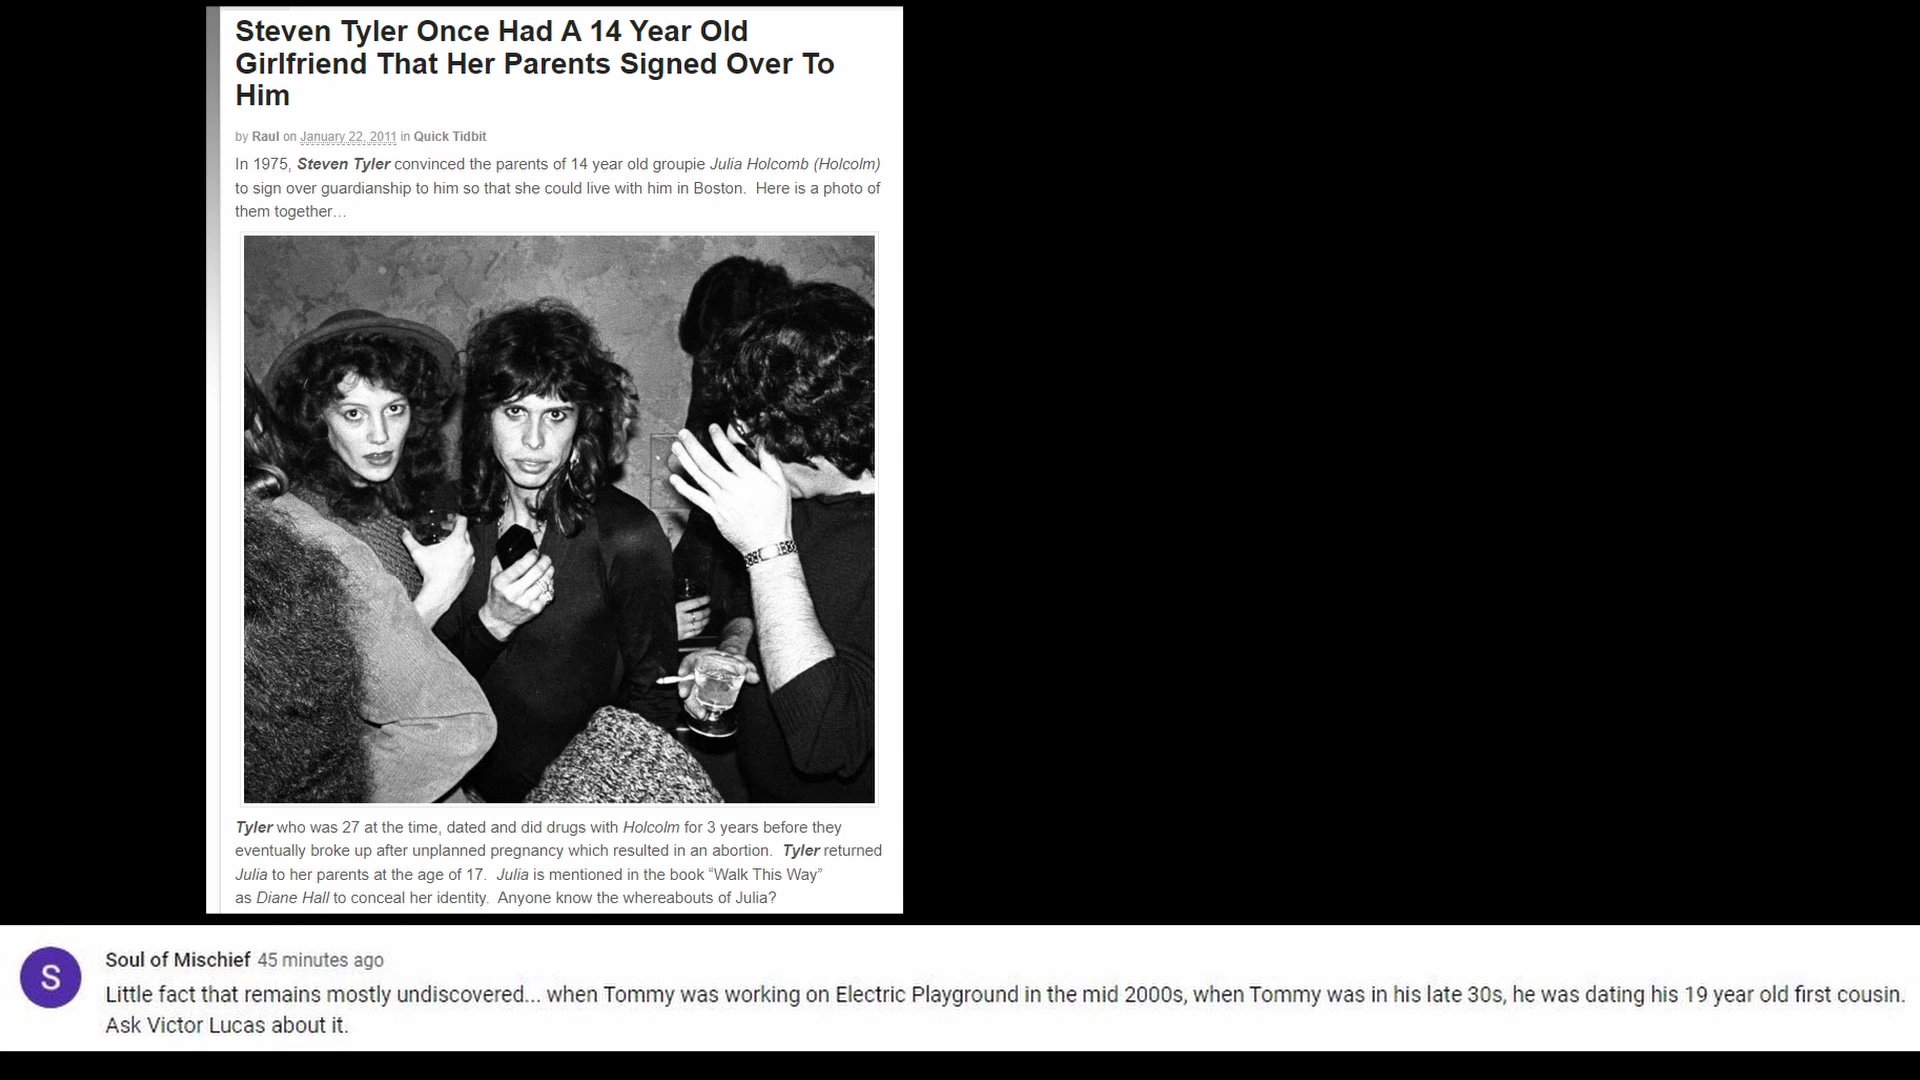 Steven Tyler Once Had A 14 Year Old
Girlfriend That Her Parents Signed Over To
Him
by Raul on January 22, 2011 in Quick Tidbit
In 1975, Steven Tyler convinced the parents of 14 year old groupie Julia Holcomb (Holcolm)
to sign over guardianship to him so that she could live with him in Boston.  Here is a photo of
them together…
Tyler who was 27 at the time, dated and did drugs with Holcolm for 3 years before they
eventually broke up after unplanned pregnancy which resulted in an abortion.  Tyler returned
Julia to her parents at the age of 17.  Julia is mentioned in the book “Walk This Way”
as Diane Hall to conceal her identity.  Anyone know the whereabouts of Julia?
S
Soul of Mischief 45 minutes ago
Little fact that remains mostly undiscovered... when Tommy was working on Electric Playground in the mid 2000s, when Tommy was in his late 30s, he was dating his 19 year old first cousin.
Ask Victor Lucas about it.